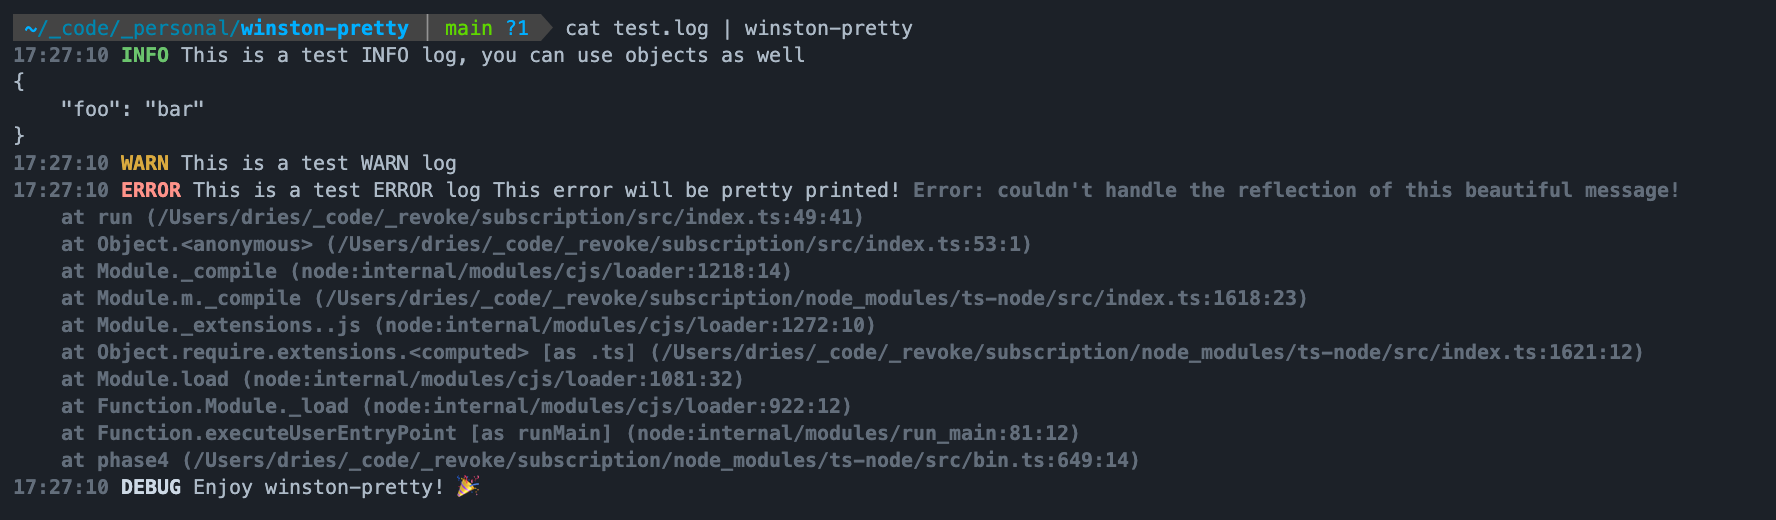 ~/_code/_personal/winston-pretty | main ?1 cat test.log | winston-pretty
17:27:10 INFO This is a test INFO log, you can use objects as well
{
    "foo": "bar"
}
17:27:10 WARN This is a test WARN log
17:27:10 ERROR This is a test ERROR log This error will be pretty printed! Error: couldn't handle the reflection of this beautiful message!
    at run (/Users/dries/_code/_revoke/subscription/src/index.ts:49:41)
    at Object.<anonymous> (/Users/dries/_code/_revoke/subscription/src/index.ts:53:1)
    at Module._compile (node:internal/modules/cjs/loader:1218:14)
    at Module.m._compile (/Users/dries/_code/_revoke/subscription/node_modules/ts-node/src/index.ts:1618:23)
    at Module._extensions..js (node:internal/modules/cjs/loader:1272:10)
    at Object.require.extensions.<computed> [as .ts] (/Users/dries/_code/_revoke/subscription/node_modules/ts-node/src/index.ts:1621:12)
    at Module.load (node:internal/modules/cjs/loader:1081:32)
    at Function.Module._load (node:internal/modules/cjs/loader:922:12)
    at Function.executeUserEntryPoint [as runMain] (node:internal/modules/run_main:81:12)
    at phase4 (/Users/dries/_code/_revoke/subscription/node_modules/ts-node/src/bin.ts:649:14)
17:27:10 DEBUG Enjoy winston-pretty! 🎉